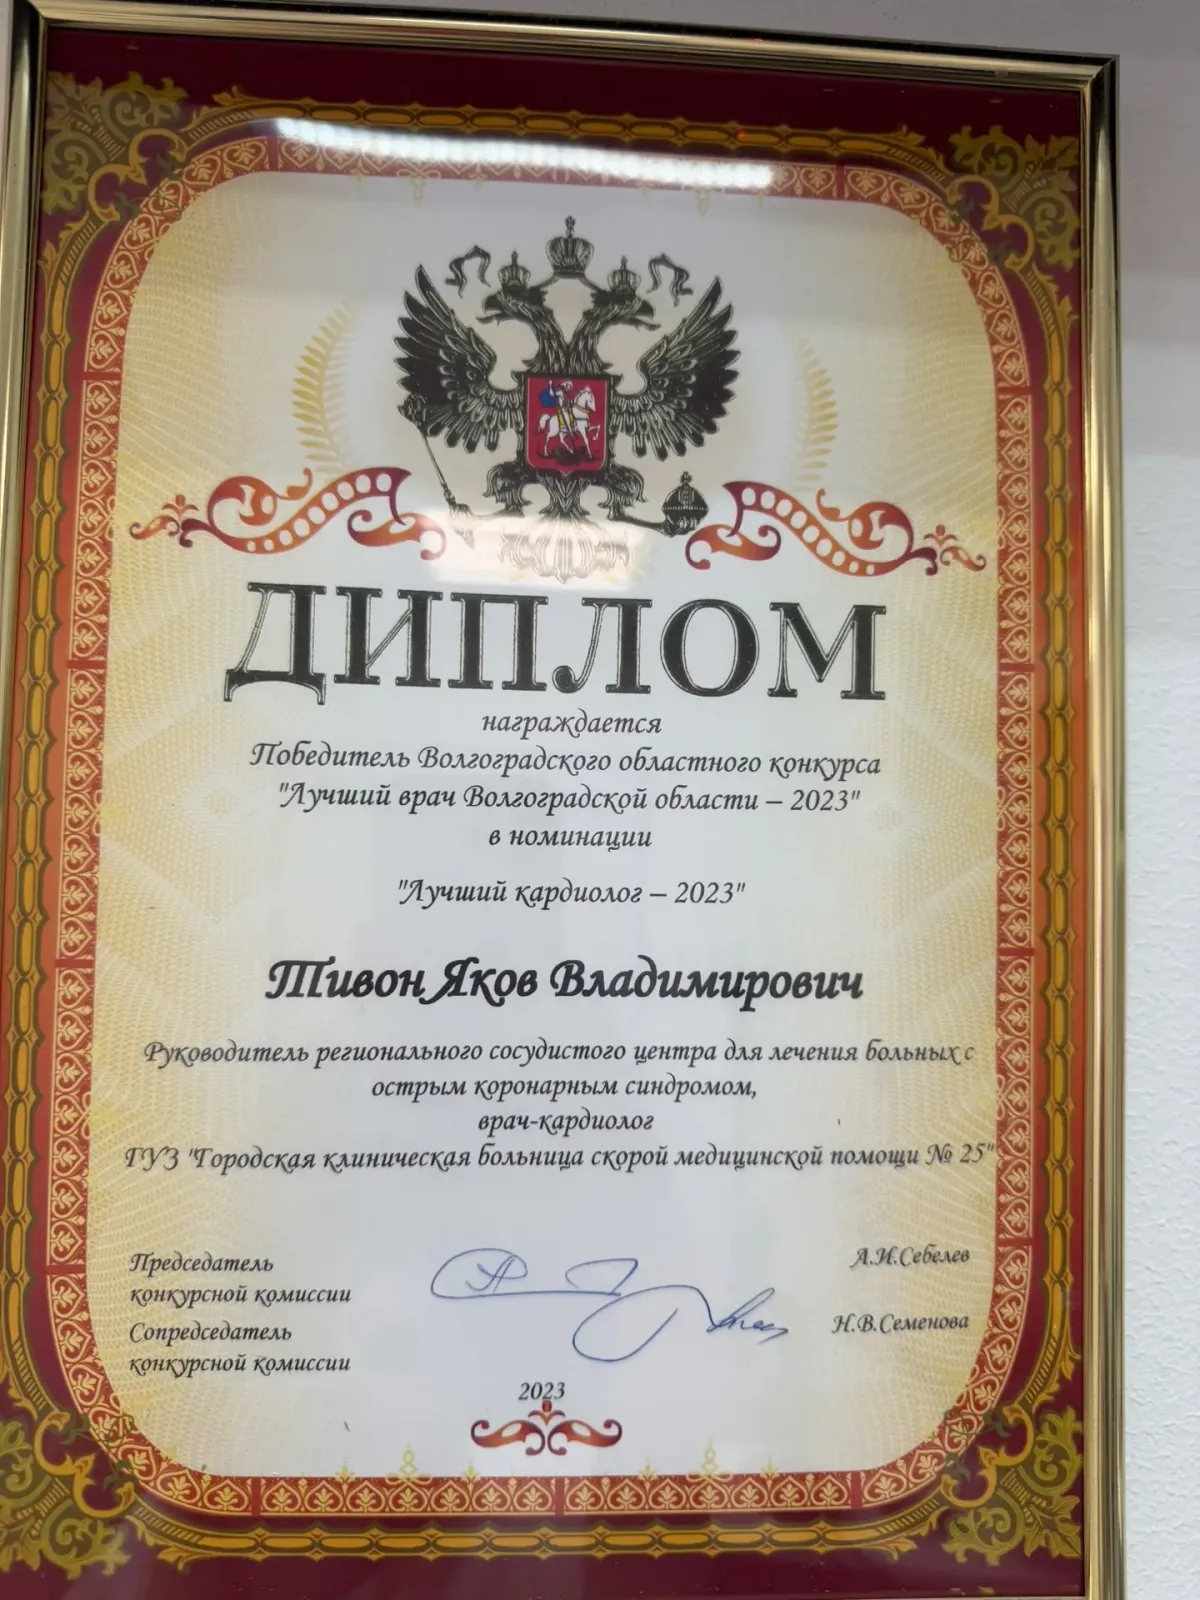 ДИПЛОМ
награждается
Победитель Волгоградского областного конкурса
"Лучший врач Волгоградской области – 2023"
в номинации
"Лучший кардиолог – 2023"
Тивон Яков Владимирович
Руководитель регионального сосудистого центра для лечения больных с
острым коронарным синдромом,
врач-кардиолог
ГУЗ "Городская клиническая больница скорой медицинской помощи № 25"
Председатель
конкурсной комиссии
А.И.Себелев
Сопредседатель
конкурсной комиссии
Н.В.Семенова
2023